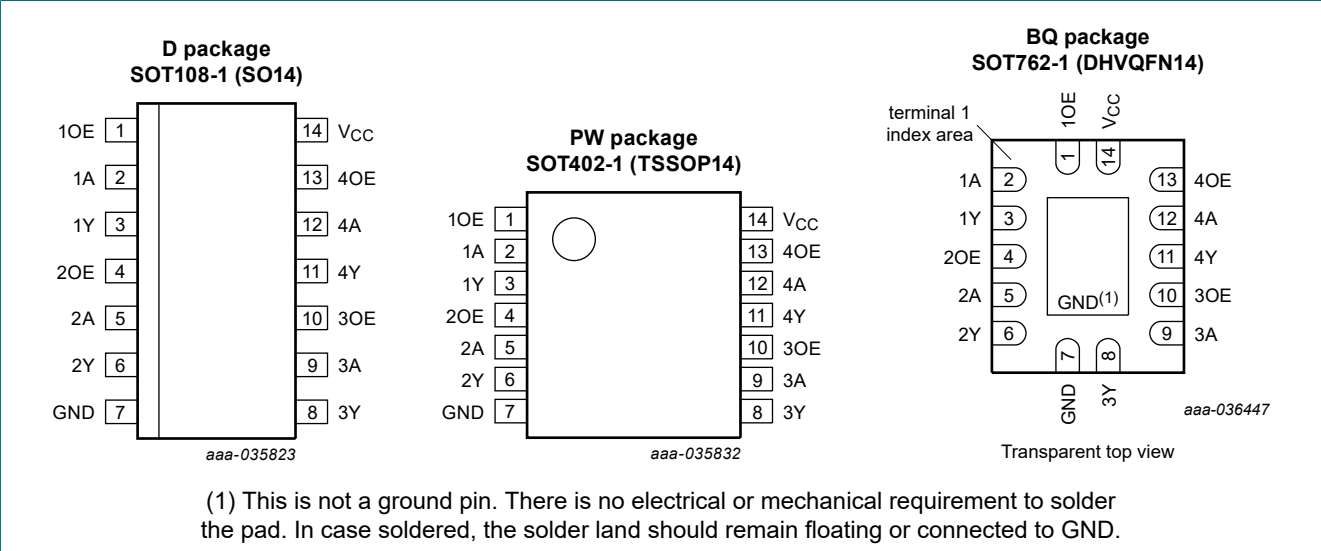 D package
SOT108-1 (SO14)
1OE 1
14 VCC
1A 2
13 4OE
1Y 3
12 4A
2OE 4
11 4Y
2A 5
10 3OE
2Y 6
9 3A
GND 7
8 3Y
aaa-035823
PW package
SOT402-1 (TSSOP14)
1OE 1
14 VCC
1A 2
13 4OE
1Y 3
12 4A
2OE 4
11 4Y
2A 5
10 3OE
2Y 6
9 3A
GND 7
8 3Y
aaa-035832
BQ package
SOT762-1 (DHVQFN14)
terminal 1
index area
1OE
VCC
1
14
1A 2
13 4OE
1Y 3
12 4A
2OE 4
11 4Y
2A 5
10 3OE
GND(1)
2Y 6
9 3A
7
8
GND
3Y
aaa-036447
Transparent top view
(1) This is not a ground pin. There is no electrical or mechanical requirement to solder
the pad. In case soldered, the solder land should remain floating or connected to GND.